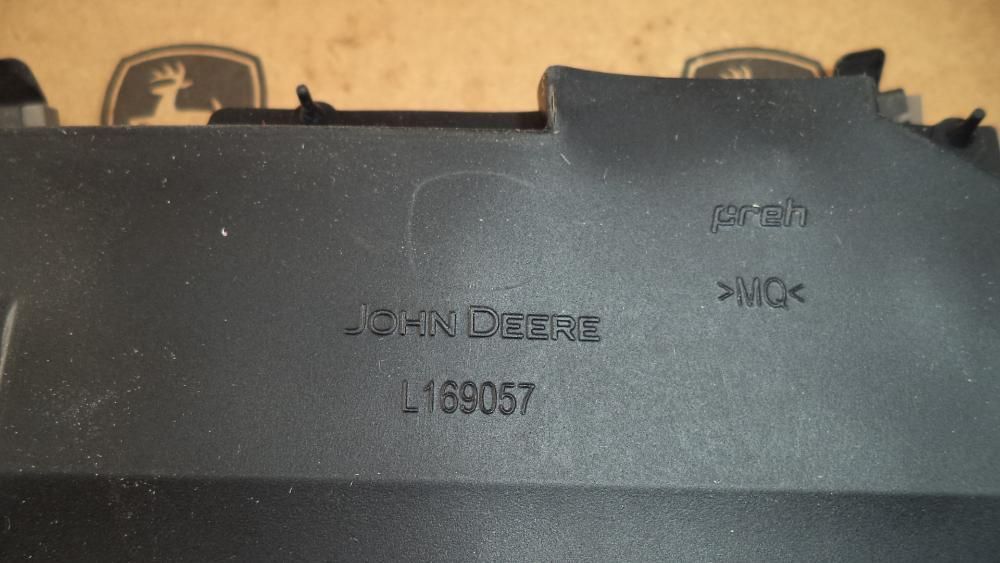 preh
>MQ<
JOHN DEERE
L169057